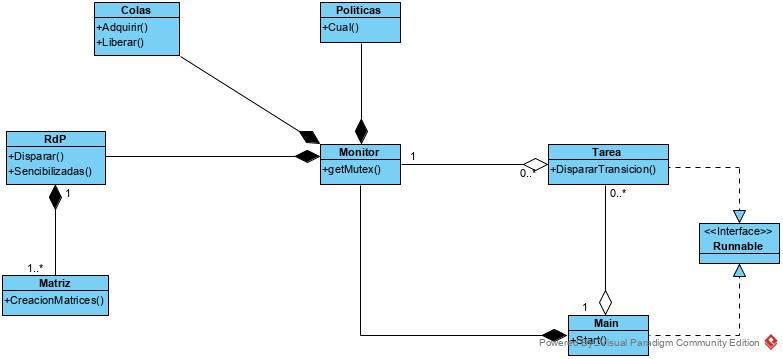 Colas
+Adquirir()
+Liberar()
Politicas
+Cual()
RdP
+Disparar()
+Sencibilizadas()
1
Monitor
+getMutex()
1
0..*
Tarea
+DispararTransicion()
0..*
<<Interface>>
Runnable
1..*
Matriz
+CreacionMatrices()
1
Main
+Start()
Powered By Visual Paradigm Community Edition